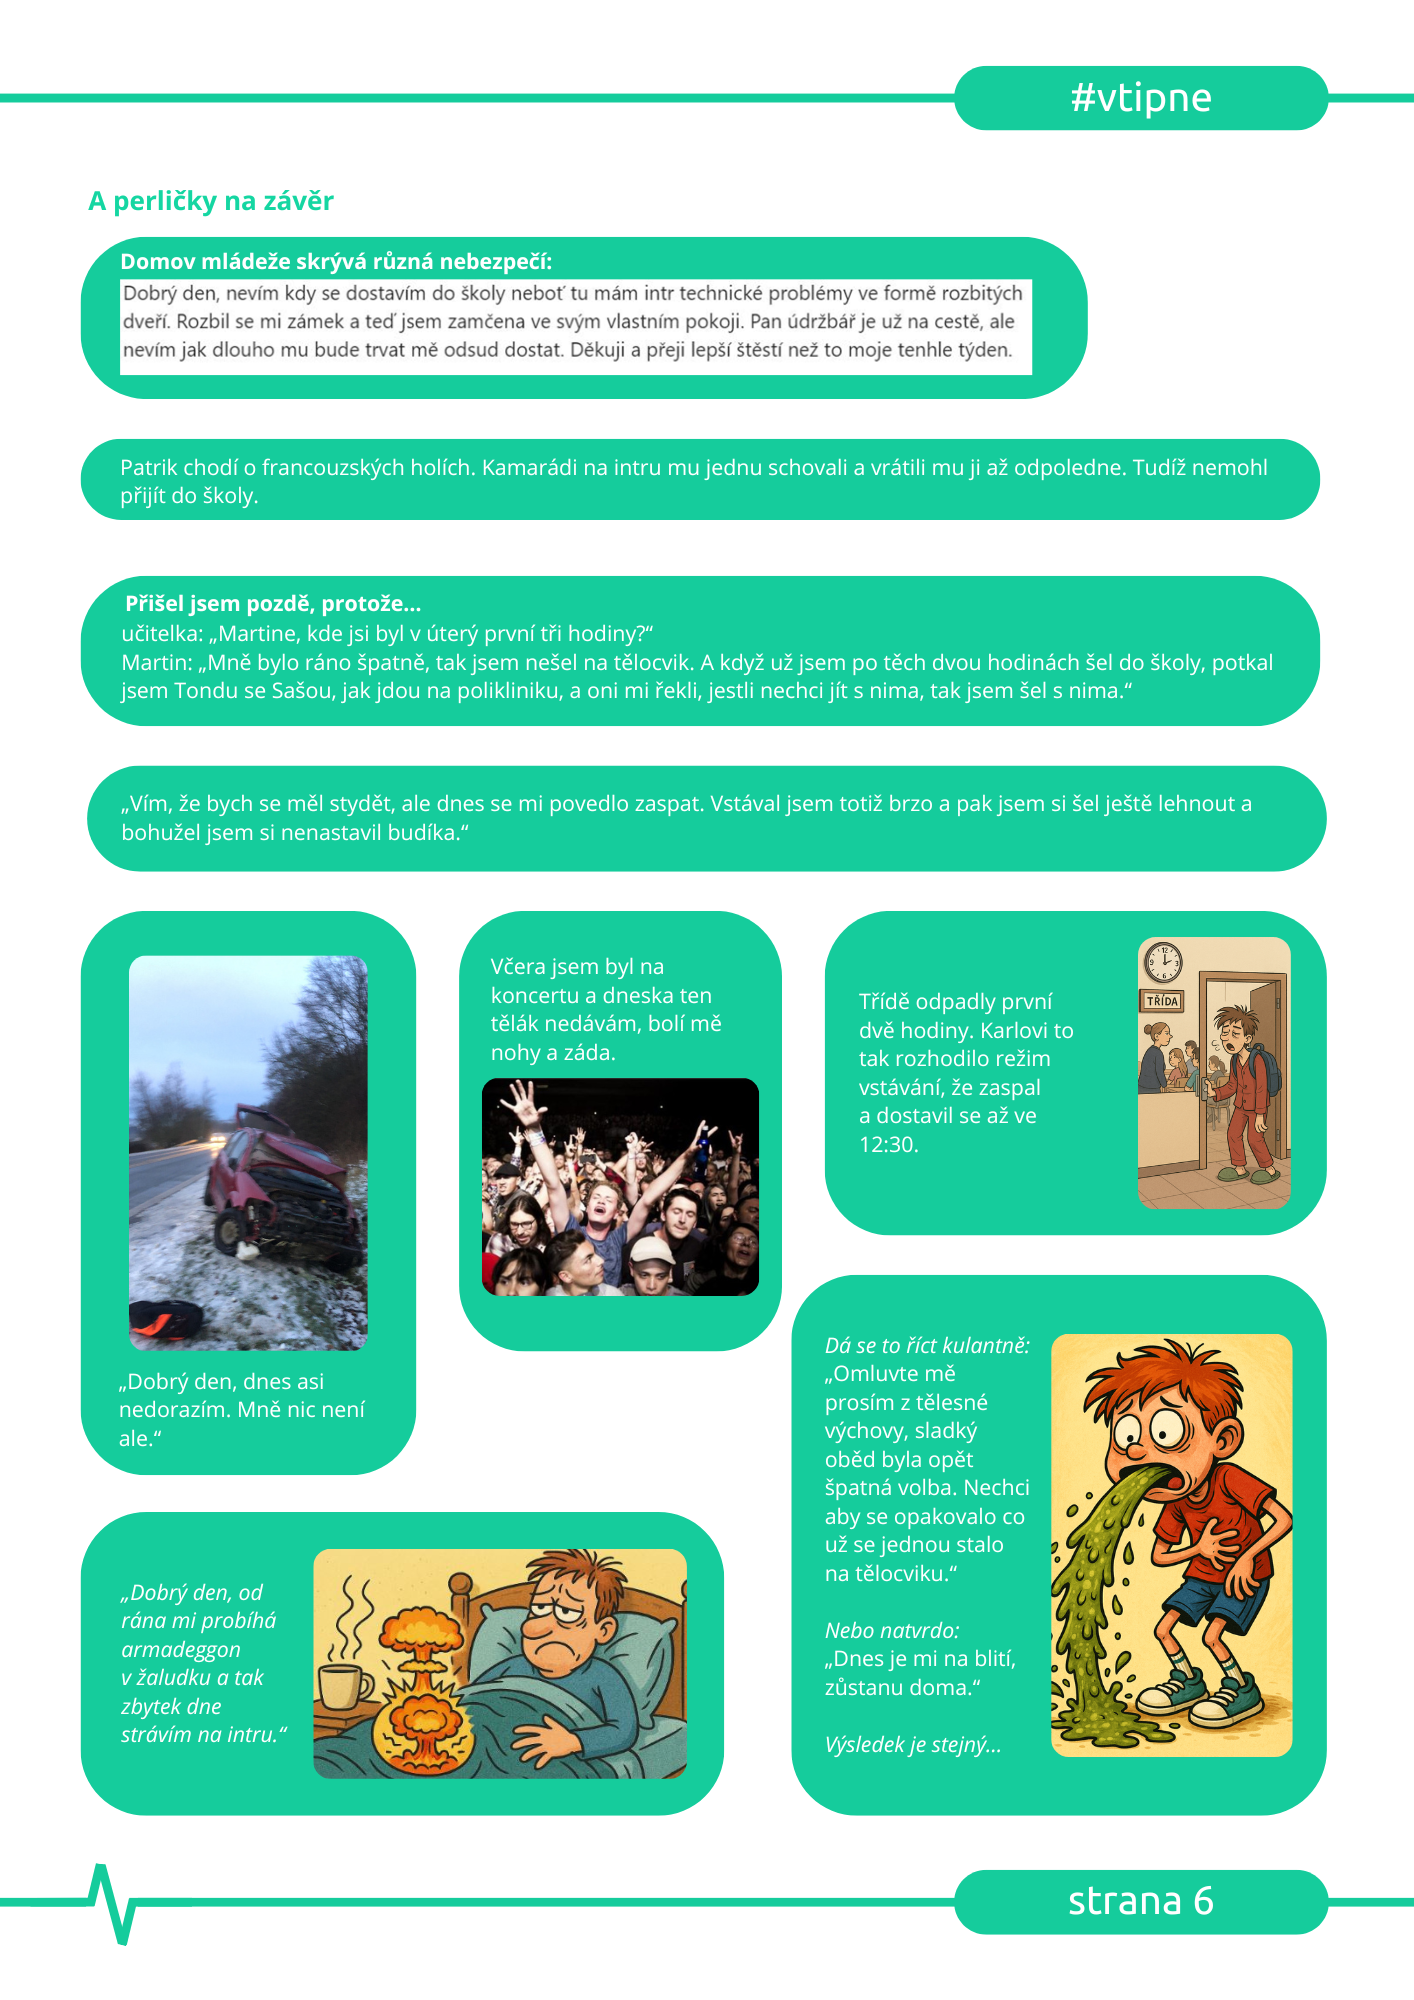 #vtipne
A perličky na závěr
Domov mládeže skrývá různá nebezpečí:
Dobrý den, nevím kdy se dostavím do školy neboť tu mám intr technické problémy ve formě rozbitých
dveří. Rozbil se mi zámek a teď jsem zamčena ve svým vlastním pokoji. Pan údržbář je už na cestě, ale
nevím jak dlouho mu bude trvat mě odsud dostat. Děkuji a přeji lepší štěstí než to moje tenhle týden.
Patrik chodí o francouzských holích. Kamarádi na intru mu jednu schovali a vrátili mu ji až odpoledne. Tudíž nemohl
přijít do školy.
Přišel jsem pozdě, protože...
učitelka: „Martine, kde jsi byl v úterý první tři hodiny?“
Martin: „Mně bylo ráno špatně, tak jsem nešel na tělocvik. A když už jsem po těch dvou hodinách šel do školy, potkal
jsem Tondu se Sašou, jak jdou na polikliniku, a oni mi řekli, jestli nechci jít s nima, tak jsem šel s nima.“
„Vím, že bych se měl stydět, ale dnes se mi povedlo zaspat. Vstával jsem totiž brzo a pak jsem si šel ještě lehnout a
bohužel jsem si nenastavil budíka.“
„Dobrý den, dnes asi
nedorazím. Mně nic není
ale.“
Včera jsem byl na
koncertu a dneska ten
tělák nedávám, bolí mě
nohy a záda.
Třídě odpadly první
dvě hodiny. Karlovi to
tak rozhodilo režim
vstávání, že zaspal
a dostavil se až ve
12:30.
12
3
6
9
TŘÍDA
Dá se to říct kulantně:
„Omluvte mě
prosím z tělesné
výchovy, sladký
oběd byla opět
špatná volba. Nechci
aby se opakovalo co
už se jednou stalo
na tělocviku.“
Nebo natvrdo:
„Dnes je mi na blití,
zůstanu doma.“
Výsledek je stejný...
„Dobrý den, od
rána mi probíhá
armadeggon
v žaludku a tak
zbytek dne
strávím na intru.“
strana 6